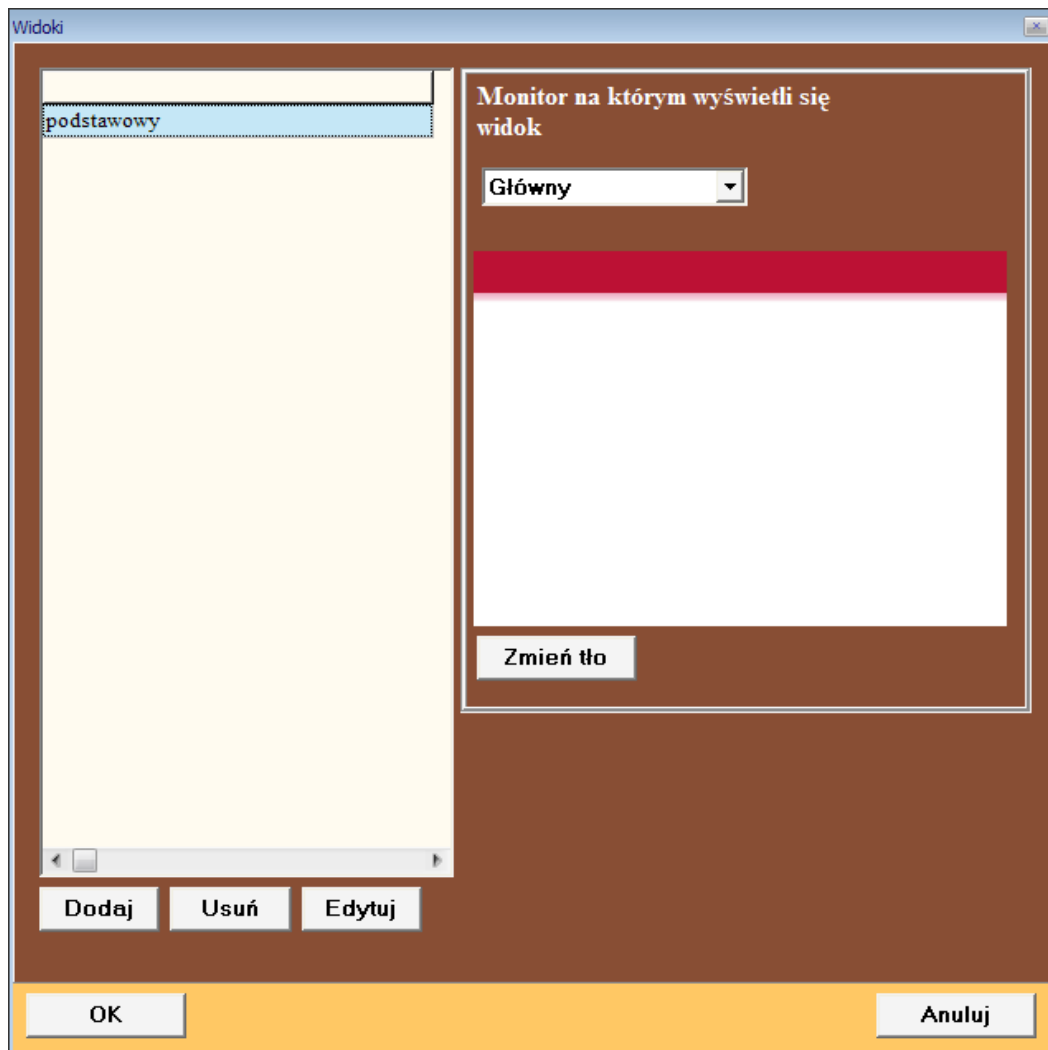 Widoki
podstawowy
Monitor na którym wyświetli się
widok
Główny
Zmień tło
Dodaj
Usuń
Edytuj
OK
Anuluj